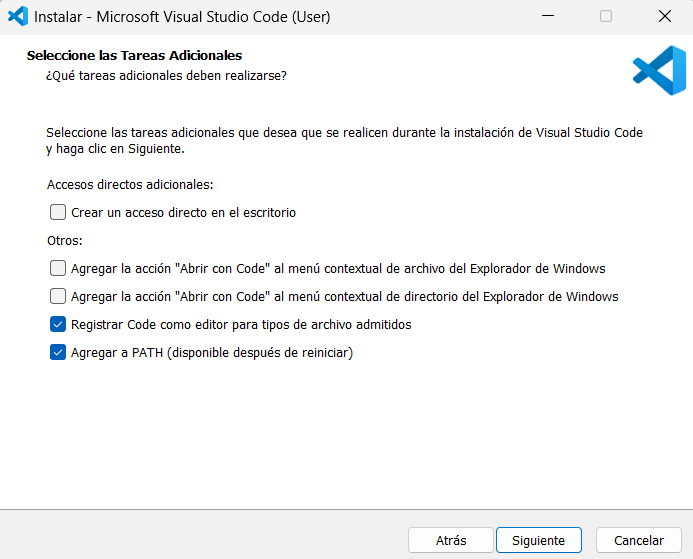 Instalar - Microsoft Visual Studio Code (User)
Seleccione las Tareas Adicionales
¿Qué tareas adicionales deben realizarse?
Seleccione las tareas adicionales que desea que se realicen durante la instalación de Visual Studio Code
y haga clic en Siguiente.
Accesos directos adicionales:
Crear un acceso directo en el escritorio
Otros:
Agregar la acción "Abrir con Code" al menú contextual de archivo del Explorador de Windows
Agregar la acción "Abrir con Code" al menú contextual de directorio del Explorador de Windows
Registrar Code como editor para tipos de archivo admitidos
Agregar a PATH (disponible después de reiniciar)
Atrás Siguiente Cancelar